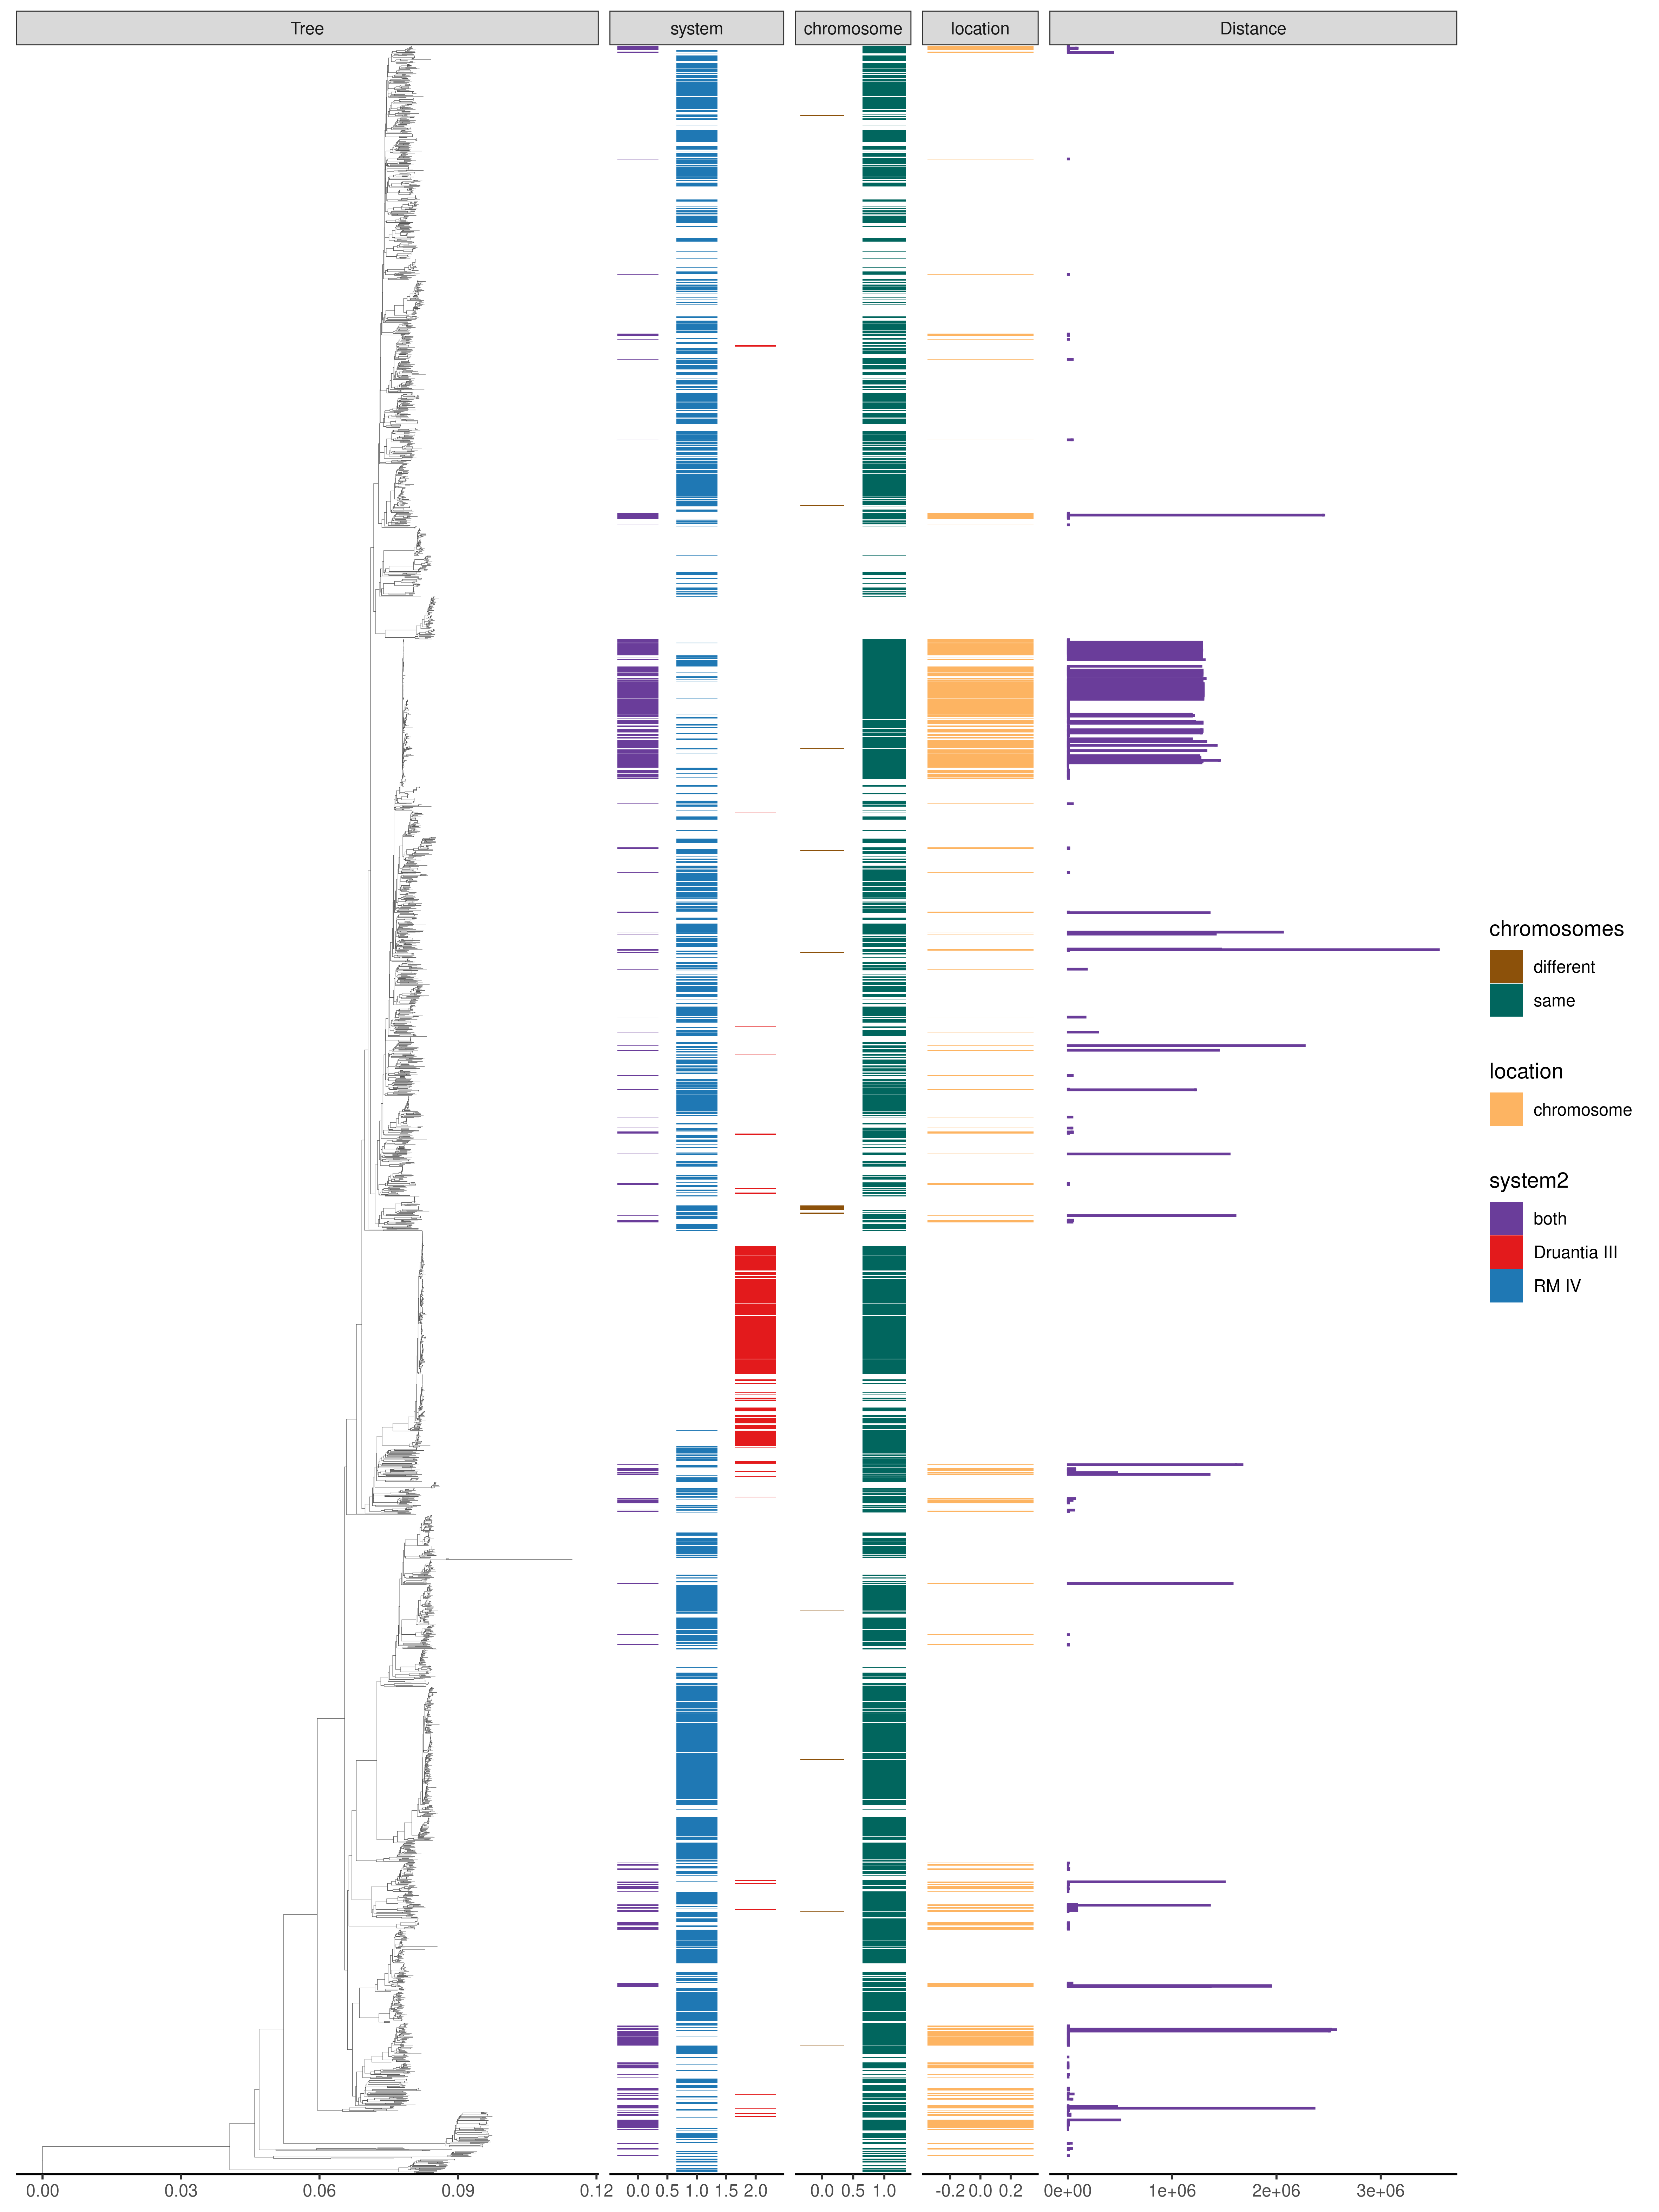 Tree system chromosome location Distance
chromosomes
different
same
location
chromosome
system2
both
Druantia III
RM IV
0.00 0.03 0.06 0.09 0.12 0.0 0.5 1.0 1.5 2.0 0.0 0.5 1.0 -0.2 0.0 0.2 0e+00 1e+06 2e+06 3e+06